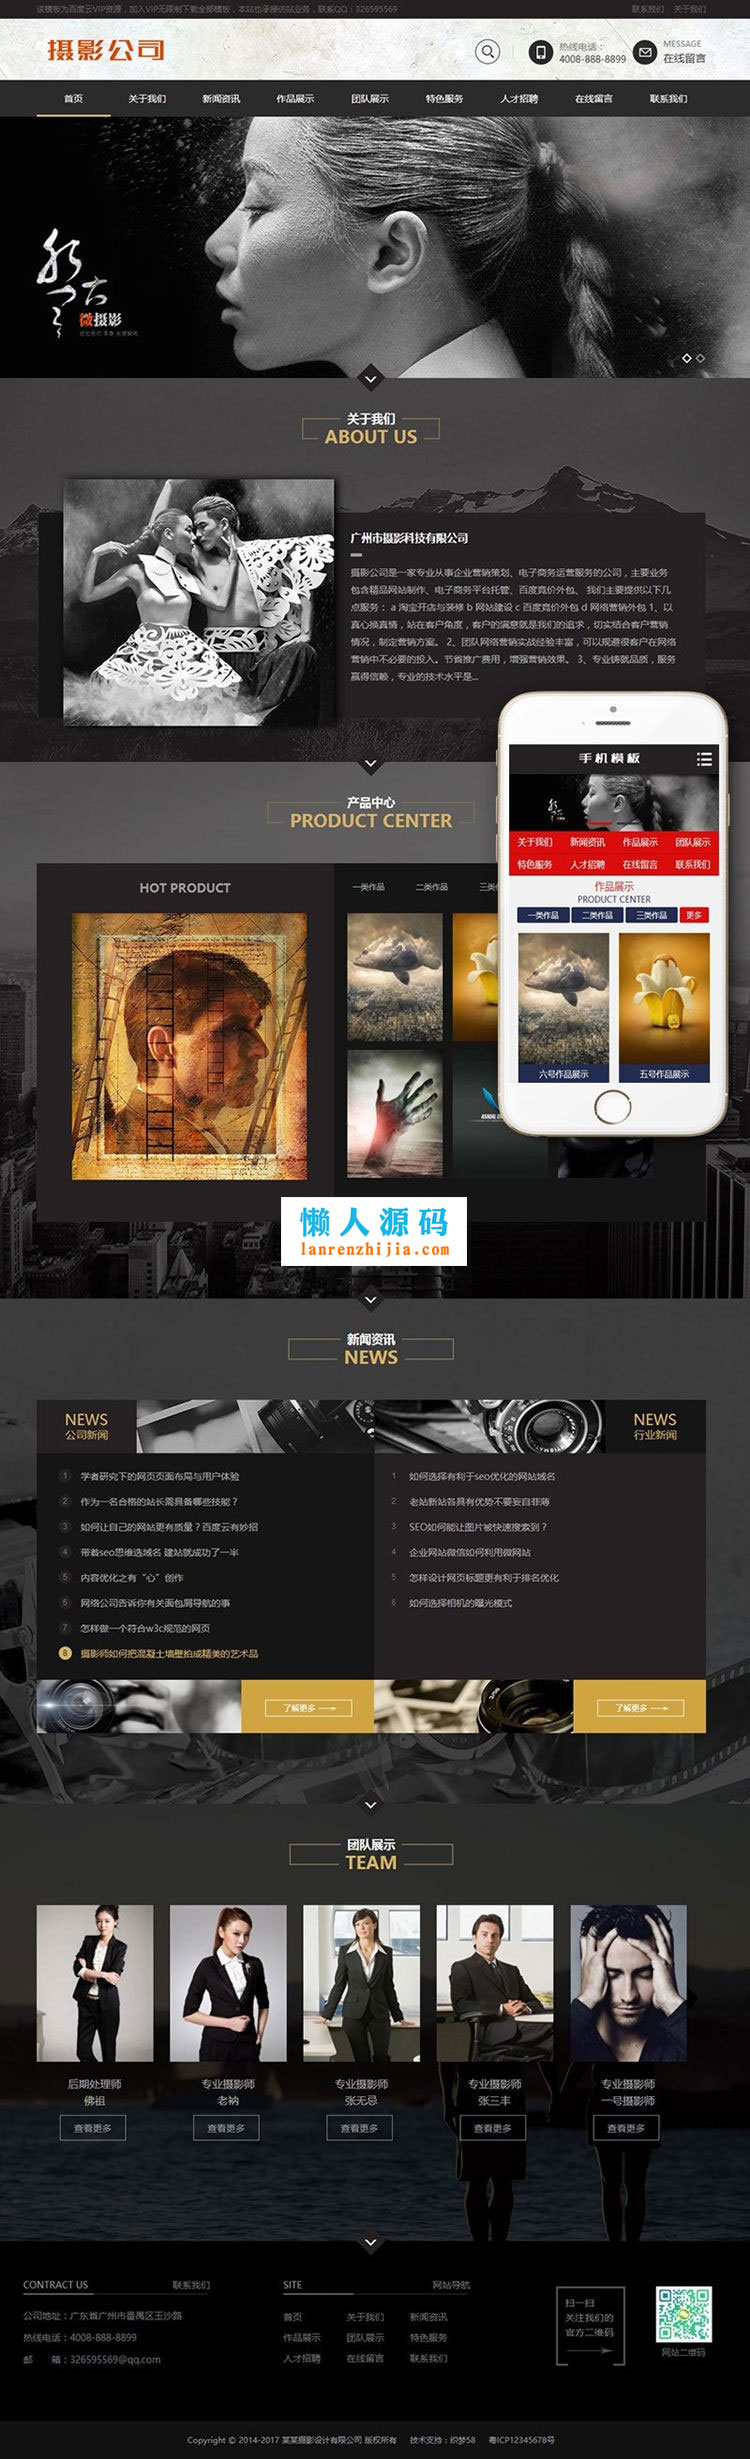 该模板为百度云VIP资源，加入VIP无限制下载全部模板，本站也承接仿站业务，联系QQ：326595569
联系我们 关于我们
摄影公司
热线电话：
4008-888-8899
MESSAGE
在线留言
首页 关于我们 新闻资讯 作品展示 团队展示 特色服务 人才招聘 在线留言 联系我们
微摄影
关于我们
ABOUT US
广州市摄影科技有限公司
摄影公司是一家专业从事企业营销策划、电子商务运营服务的公司，主要业务
包含精品网站制作、电子商务平台托管、百度竞价外包、 我们主要提供以下几
点服务： a 淘宝开店与装修 b 网站建设 c 百度竞价外包 d 网络营销外包 1、以
真心换真情，站在客户角度，客户的满意就是我们的追求，切实结合客户营销
情况，制定营销方案。 2、团队网络营销实战经验丰富，可以规避很客户在网络
营销中不必要的投入。节省推广费用，增强营销效果。 3、专业铸就品质，服务
赢得信赖，专业的技术水平是...
产品中心
PRODUCT CENTER
HOT PRODUCT
一类作品 二类作品
手机模板
关于我们 新闻资讯 作品展示 团队展示
特色服务 人才招聘 在线留言 联系我们
作品展示
PRODUCT CENTER
一类作品 二类作品 三类作品 更多
六号作品展示 五号作品展示
懒人源码
lanrenzhijia.com
新闻资讯
NEWS
NEWS
公司新闻
NEWS
行业新闻
1 学者研究下的网页页面布局与用户体验
2 作为一名合格的站长需具备哪些技能？
3 如何让自己的网站更有质量？百度云有妙招
4 带着seo思维选域名 建站就成功了一半
5 内容优化之有“心”创作
6 网络公司告诉你有关面包屑导航的事
7 怎样做一个符合w3c规范的网页
8 摄影师如何把混凝土墙壁拍成精美的艺术品
1 如何选择有利于seo优化的网站域名
2 老站新站各具有优势不要妄自菲薄
3 SEO如何能让图片被快速搜索到？
4 企业网站微信如何利用微网站
5 怎样设计网页标题更有利于排名优化
6 如何选择相机的曝光模式
了解更多
了解更多
团队展示
TEAM
后期处理师 专业摄影师 专业摄影师 专业摄影师 专业摄影师
佛祖 老衲 张无忌 张三丰 一号摄影师
查看更多 查看更多 查看更多 查看更多 查看更多
CONTRACT US 联系我们
公司地址：广东省广州市番禺区玉沙路
热线电话：4008-888-8899
邮 箱：326595569@qq.com
SITE 网站导航
首页 关于我们 新闻资讯
作品展示 团队展示 特色服务
人才招聘 在线留言 联系我们
扫一扫
关注我们的
官方二维码
网站二维码
Copyright © 2014-2017 某某摄影设计有限公司 版权所有 技术支持：织梦58 粤ICP12345678号